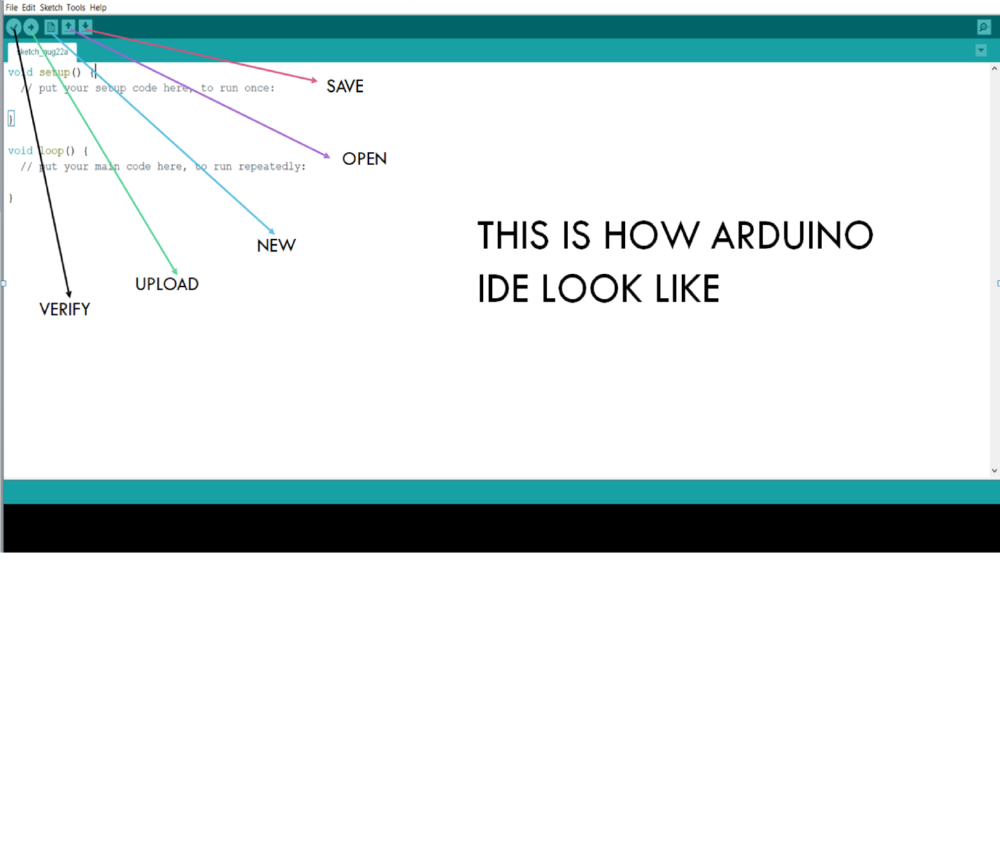 File Edit Sketch Tools Help
sketch_aug22a
void setup() {
// put your setup code here, to run once:
}
void loop() {
// put your main code here, to run repeatedly:
}
SAVE
OPEN
NEW
UPLOAD
VERIFY
THIS IS HOW ARDUINO
IDE LOOK LIKE